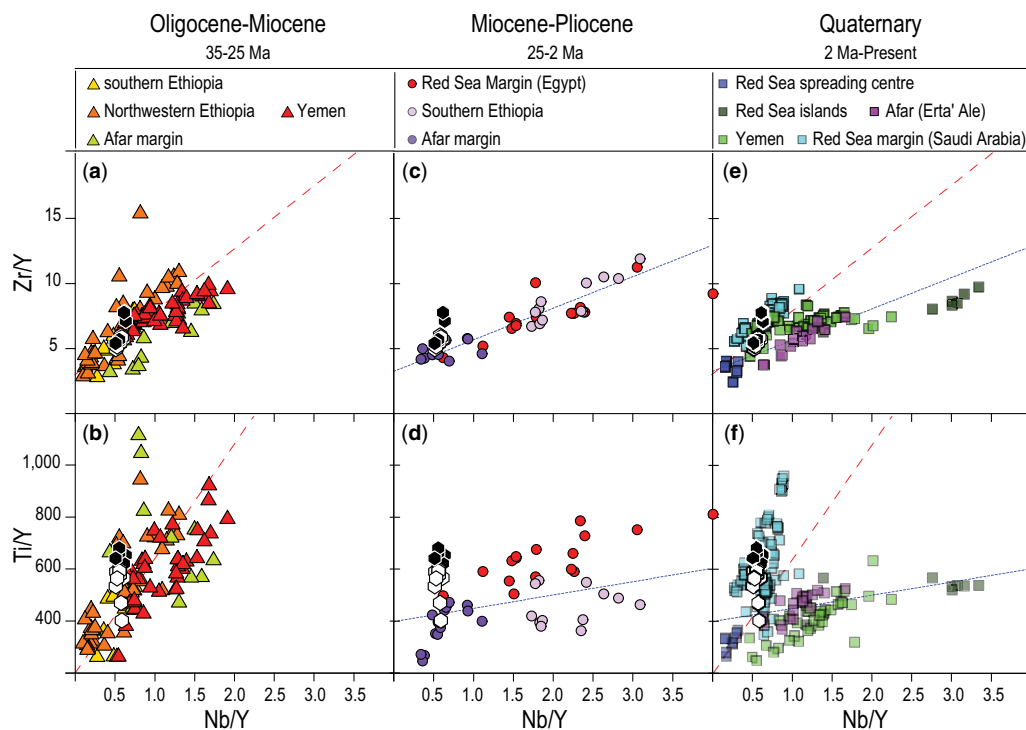 Oligocene-Miocene
35-25 Ma
Miocene-Pliocene
25-2 Ma
Quaternary
2 Ma-Present
southern Ethiopia
Northwestern Ethiopia
Yemen
Afar margin
Red Sea Margin (Egypt)
Southern Ethiopia
Afar margin
Red Sea spreading centre
Red Sea islands
Afar (Erta' Ale)
Yemen
Red Sea margin (Saudi Arabia)
(a)
(c)
(e)
15
10
5
Zr/Y
(b)
(d)
(f)
1,000
800
600
400
Ti/Y
0.5 1.0 1.5 2.0 2.5 3.0 3.5
0.5 1.0 1.5 2.0 2.5 3.0 3.5
0.5 1.0 1.5 2.0 2.5 3.0 3.5
Nb/Y
Nb/Y
Nb/Y